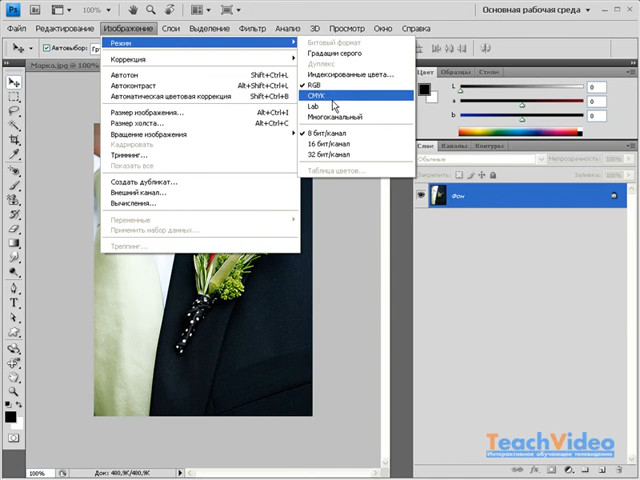 Ps
Br
100%
Основная рабочая среда
Файл Редактирование Изображение Слои Выделение Фильтр Анализ 3D Просмотр Окно Справка
Автовыбор: Гру
Марка.jpg @ 100%
Режим
Коррекция
Автотон Shift+Ctrl+L
Автоконтраст Alt+Shift+Ctrl+L
Автоматическая цветовая коррекция Shift+Ctrl+B
Размер изображения... Alt+Ctrl+I
Размер холста... Alt+Ctrl+C
Вращение изображения
Кадрировать
Тримминг...
Показать все
Создать дубликат...
Внешний канал...
Вычисления...
Переменные
Применить набор данных...
Треппинг...
Битовый формат
Градации серого
Дуплекс
Индексированные цвета...
RGB
CMYK
Lab
Многоканальный
8 бит/канал
16 бит/канал
32 бит/канал
Таблица цветов...
Цвет Образцы Стили
L 0
a 0
b 0
Слои Каналы Контуры
Обычные Непрозрачность:
Закрепить: Заливка:
Фон
100% Док: 480,9K/480,9K
TeachVideo
Интерактивное обучающее телевидение